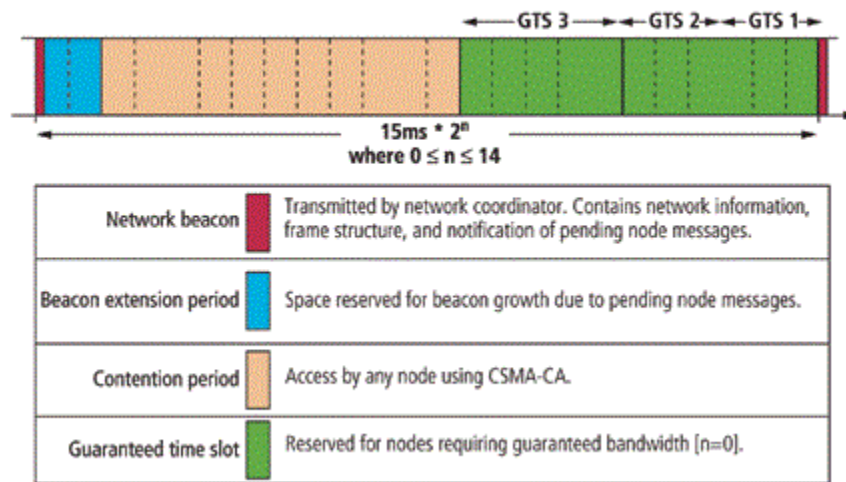 GTS 3 GTS 2 GTS 1
15ms * 2ⁿ
where 0 ≤ n ≤ 14
Network beacon
Transmitted by network coordinator. Contains network information,
frame structure, and notification of pending node messages.
Beacon extension period
Space reserved for beacon growth due to pending node messages.
Contention period
Access by any node using CSMA-CA.
Guaranteed time slot
Reserved for nodes requiring guaranteed bandwidth [n=0].